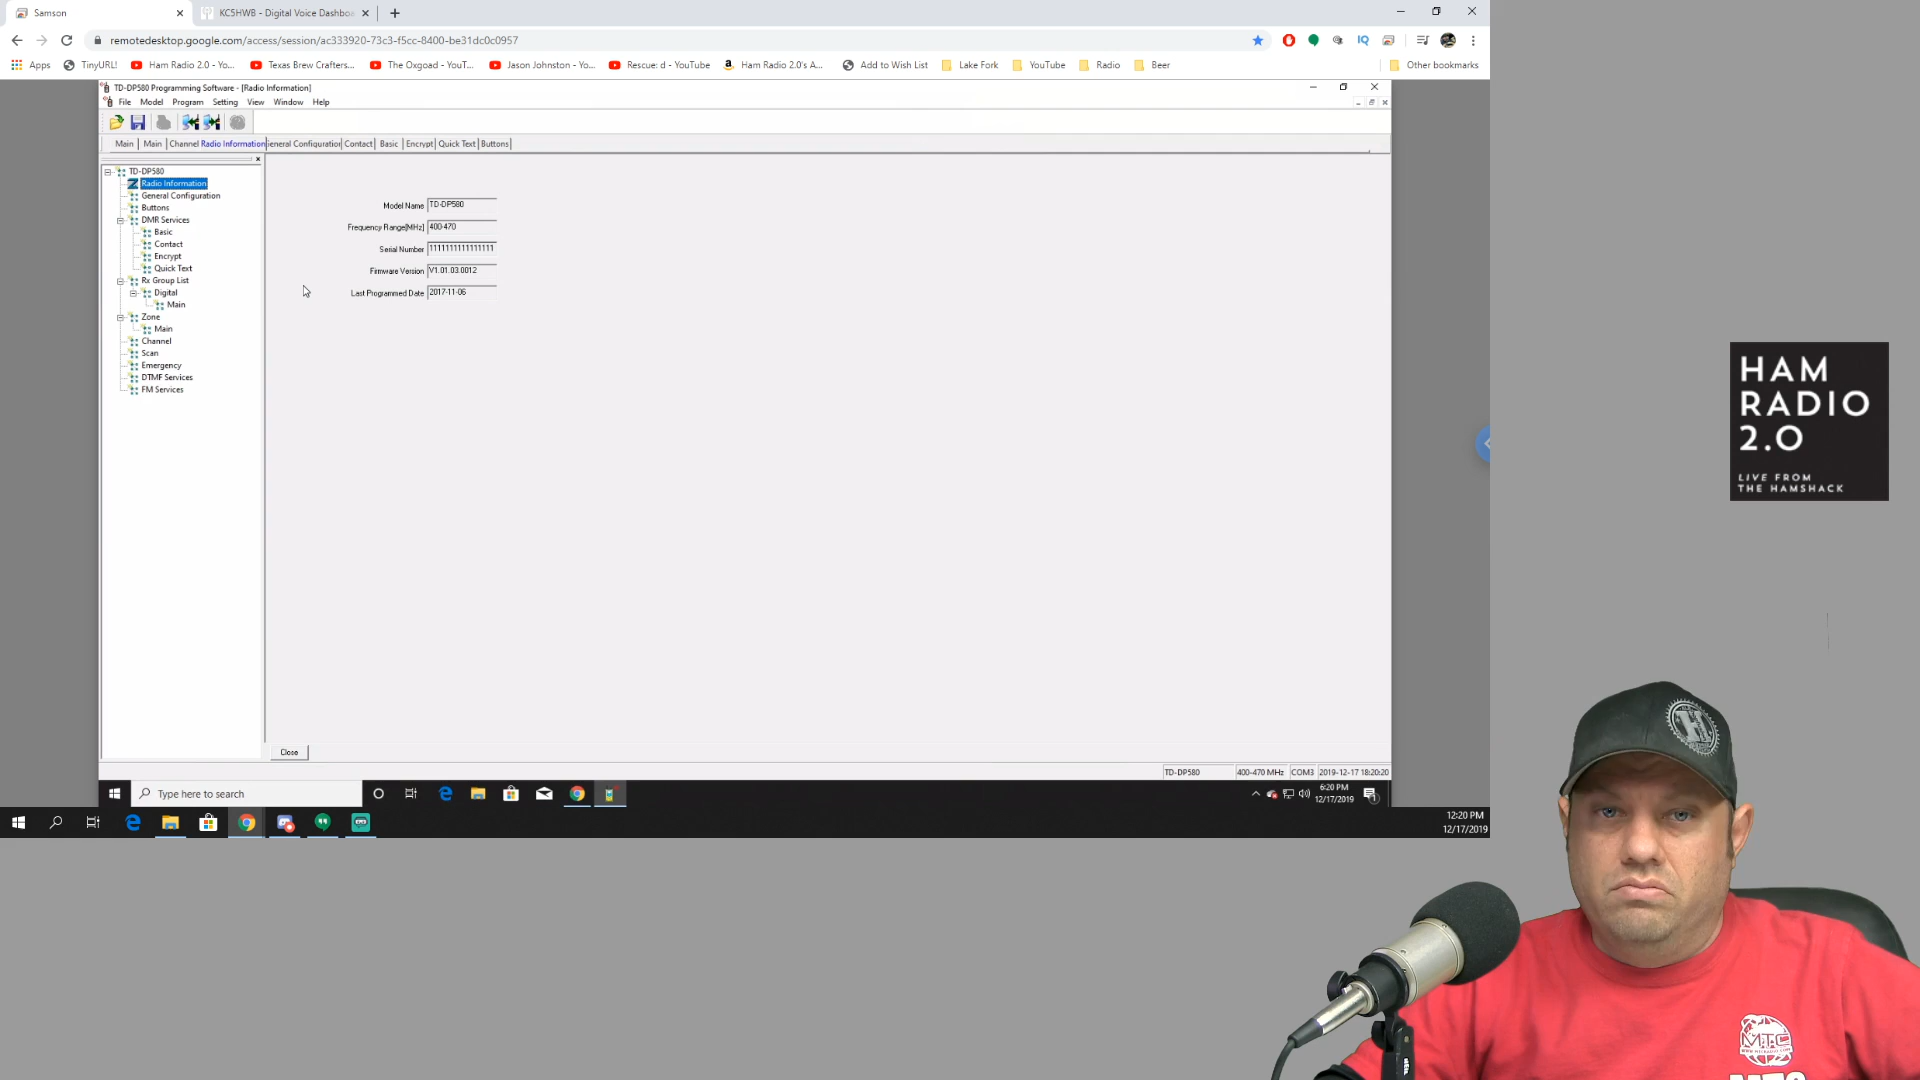 Samson
KC5HWB - Digital Voice Dashboa
remotedesktop.google.com/access/session/ac333920-73c3-f5cc-8400-be31dc0c0957
IQ
Apps TinyURL! Ham Radio 2.0 - Yo... Texas Brew Crafters... The Oxgoad - YouT... Jason Johnston - Yo... Rescue: d - YouTube Ham Radio 2.0's A... Add to Wish List Lake Fork YouTube Radio Beer Other bookmarks
TD-DP580 Programming Software - [Radio Information]
File Model Program Setting View Window Help
Main Main Channel Radio Information General Configuration Contact Basic Encrypt Quick Text Buttons
TD-DP580
Radio Information
General Configuration
Buttons
DMR Services
Basic
Contact
Encrypt
Quick Text
Rx Group List
Digital
Main
Zone
Main
Channel
Scan
Emergency
DTMF Services
FM Services
Model Name TD-DP580
Frequency Range[MHz] 400-470
Serial Number 1111111111111111
Firmware Version V1.01.03.0012
Last Programmed Date 2017-11-06
Close
TD-DP580 400-470 MHz COM3 2019-12-17 18:20:20
Type here to search
6:20 PM
12/17/2019
12:20 PM
12/17/2019
HAM
RADIO
2.0
LIVE FROM
THE HAMSHACK
H
MTC